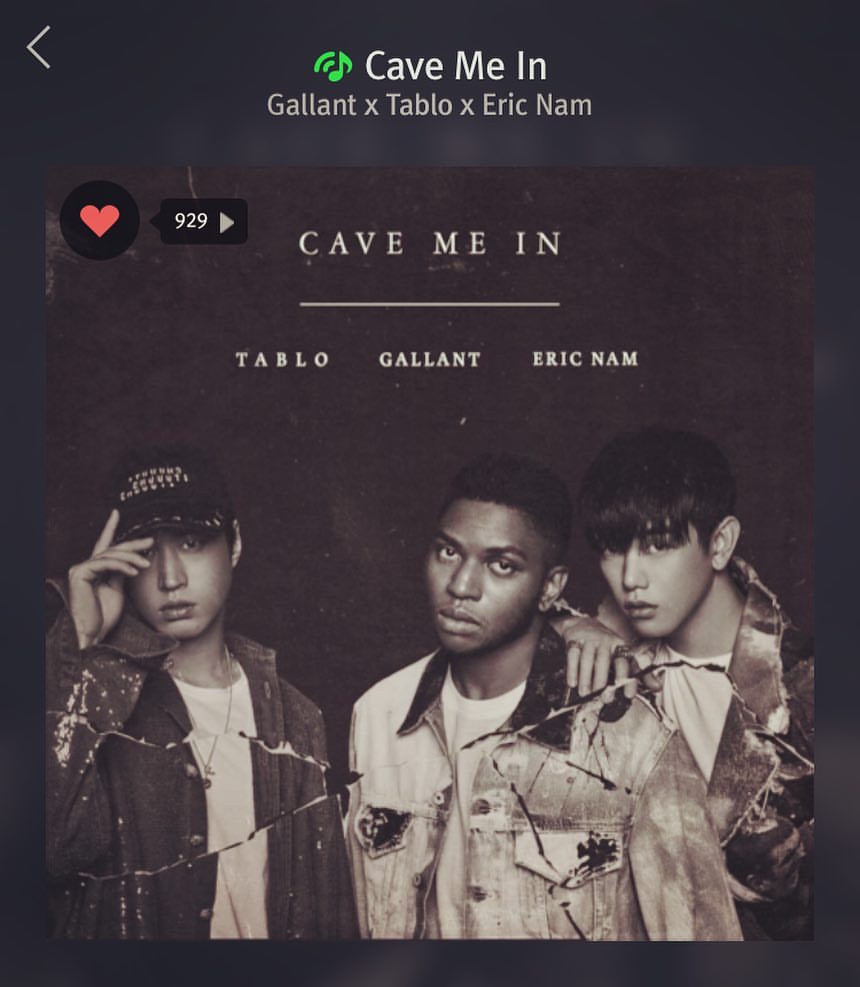 Cave Me In
Gallant x Tablo x Eric Nam
929
CAVE ME IN
TABLO GALLANT ERIC NAM